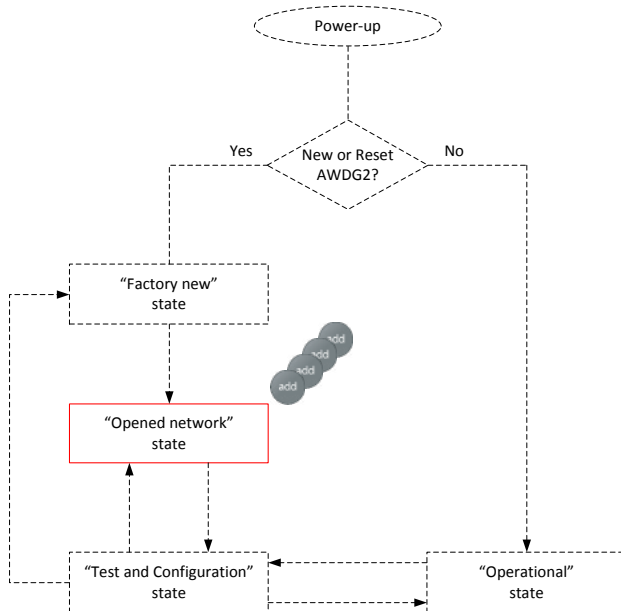 Power-up
Yes
New or Reset
AWDG2?
No
“Factory new”
state
add
add
add
add
“Opened network”
state
“Test and Configuration”
state
“Operational”
state